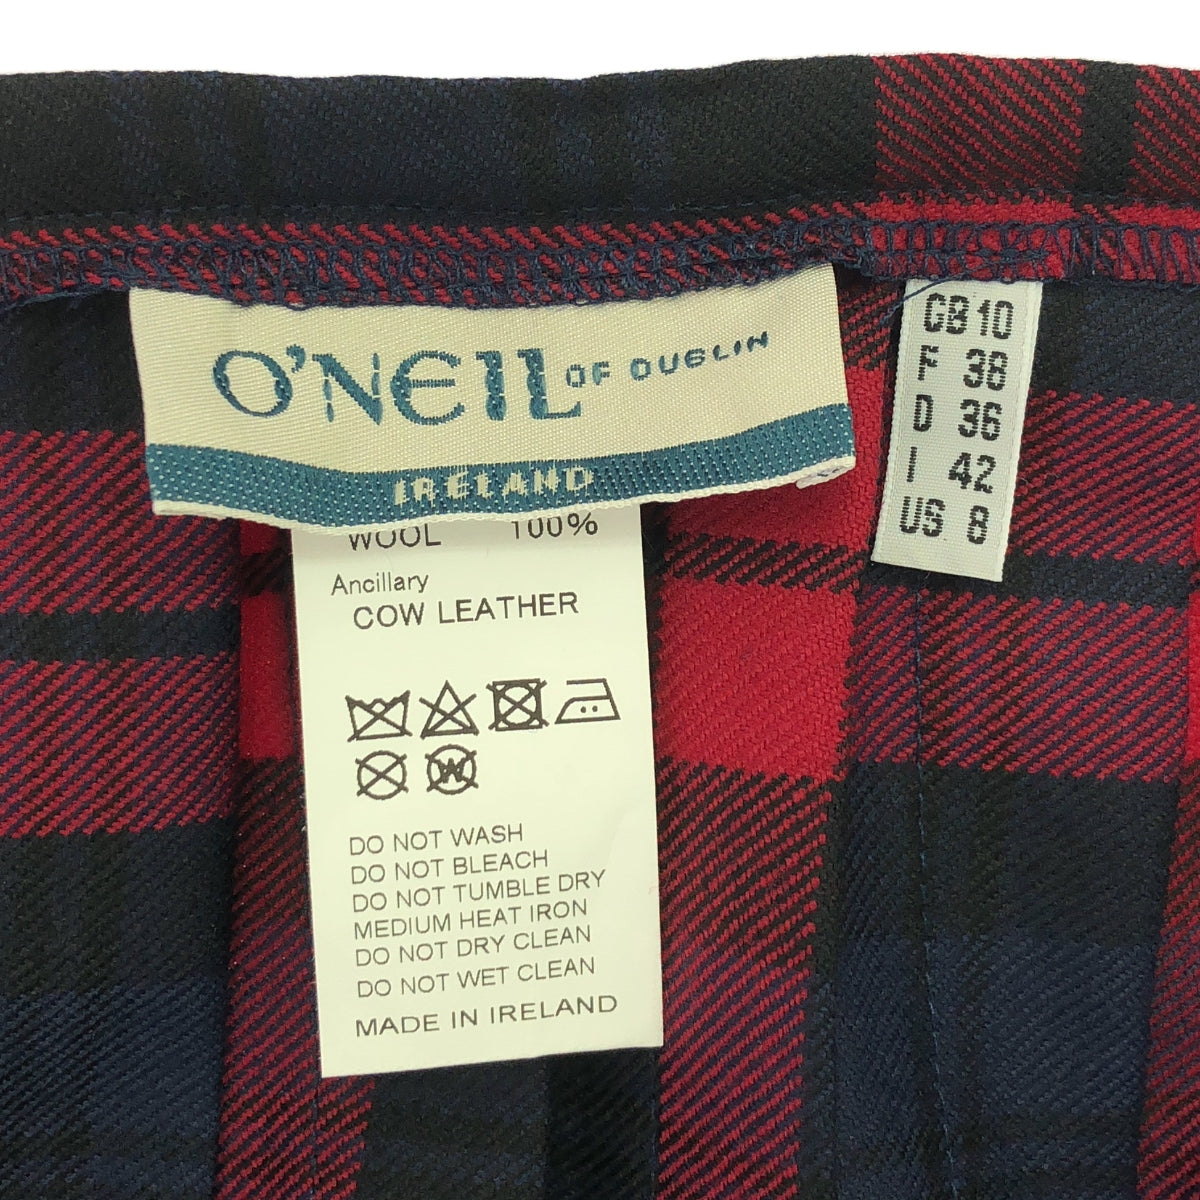 O'NEIL OF DUBLIN
IRELAND
GB 10
F 38
D 36
I 42
US 8
WOOL 100%
Ancillary
COW LEATHER
W
DO NOT WASH
DO NOT BLEACH
DO NOT TUMBLE DRY
MEDIUM HEAT IRON
DO NOT DRY CLEAN
DO NOT WET CLEAN
MADE IN IRELAND